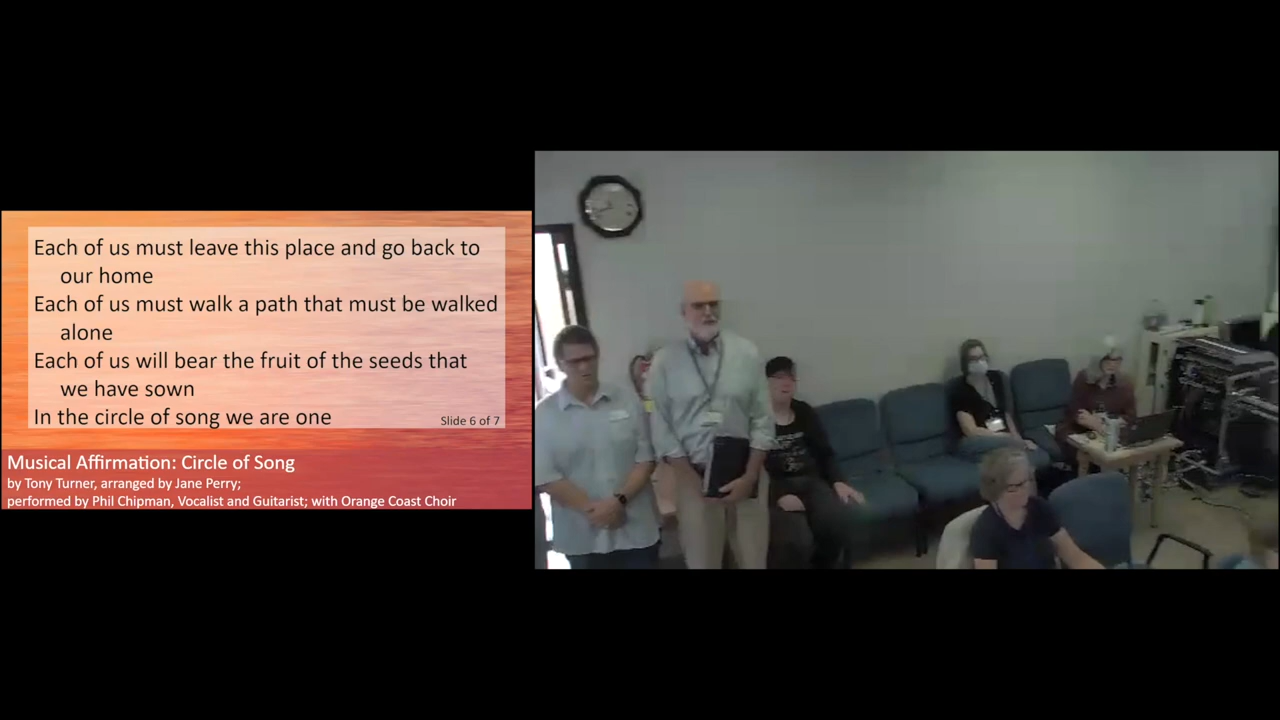 Each of us must leave this place and go back to
our home
Each of us must walk a path that must be walked
alone
Each of us will bear the fruit of the seeds that
we have sown
In the circle of song we are one
Slide 6 of 7
Musical Affirmation: Circle of Song
by Tony Turner, arranged by Jane Perry;
performed by Phil Chipman, Vocalist and Guitarist; with Orange Coast Choir